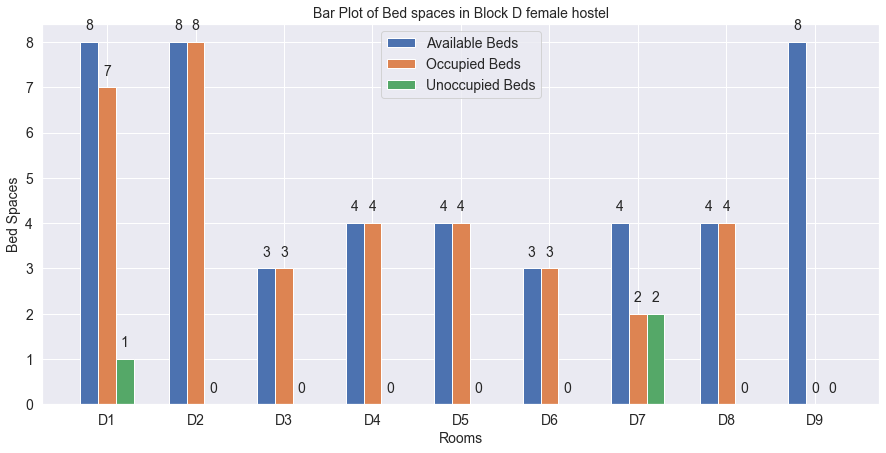 Bar Plot of Bed spaces in Block D female hostel
Available Beds
Occupied Beds
Unoccupied Beds
Bed Spaces
8
7
6
5
4
3
2
1
0
8 7 1
8 8 0
3 3 0
4 4 0
4 4 0
3 3 0
4 2 2
4 4 0
8 0 0
D1 D2 D3 D4 D5 D6 D7 D8 D9
Rooms